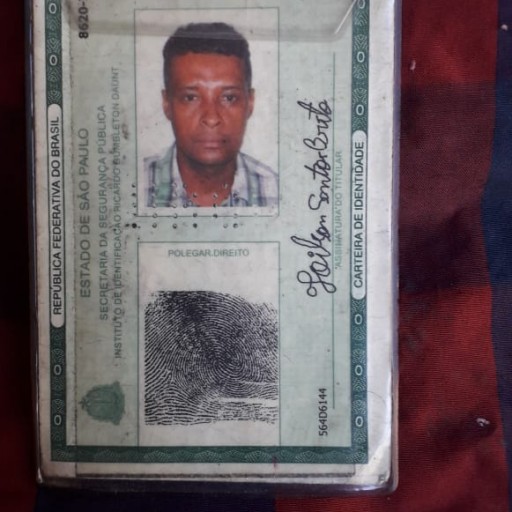 REPÚBLICA FEDERATIVA DO BRASIL
ESTADO DE SÃO PAULO
SECRETARIA DA SEGURANÇA PÚBLICA
INSTITUTO DE IDENTIFICAÇÃO RICARDO GUMBLETON DAUNT
8620-
POLEGAR DIREITO
564D6144
Santos Brito
ASSINATURA DO TITULAR
CARTEIRA DE IDENTIDADE